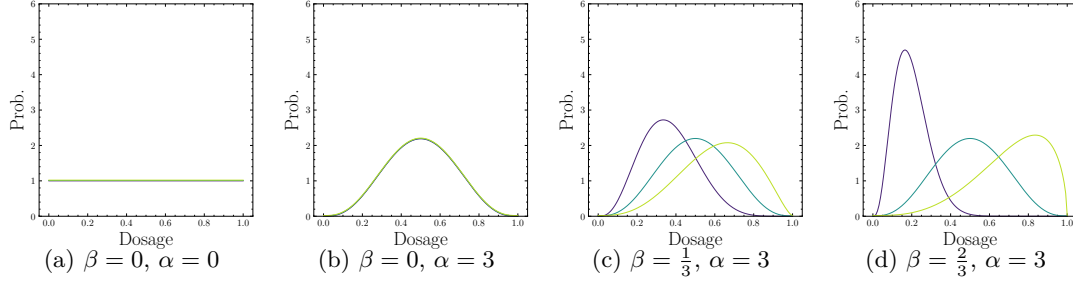 6
5
4
3
2
1
0
Prob.
0.0 0.2 0.4 0.6 0.8 1.0
Dosage
(a) β = 0, α = 0
6
5
4
3
2
1
0
Prob.
0.0 0.2 0.4 0.6 0.8 1.0
Dosage
(b) β = 0, α = 3
6
5
4
3
2
1
0
Prob.
0.0 0.2 0.4 0.6 0.8 1.0
Dosage
(c) β = 1/3, α = 3
6
5
4
3
2
1
0
Prob.
0.0 0.2 0.4 0.6 0.8 1.0
Dosage
(d) β = 2/3, α = 3